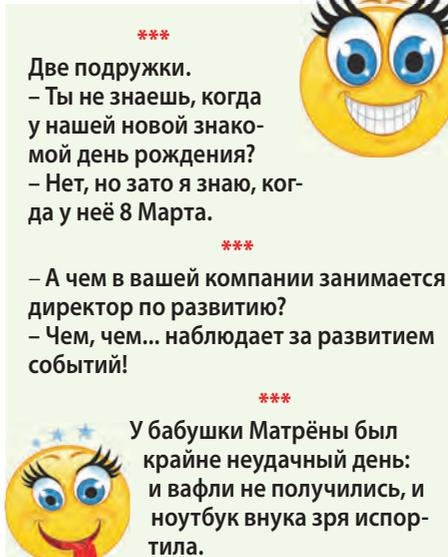 ***
Две подружки.
– Ты не знаешь, когда
у нашей новой знако-
мой день рождения?
– Нет, но зато я знаю, ког-
да у неё 8 Марта.
***
– А чем в вашей компании занимается
директор по развитию?
– Чем, чем... наблюдает за развитием
событий!
***
У бабушки Матрёны был
крайне неудачный день:
и вафли не получились, и
ноутбук внука зря испор-
тила.